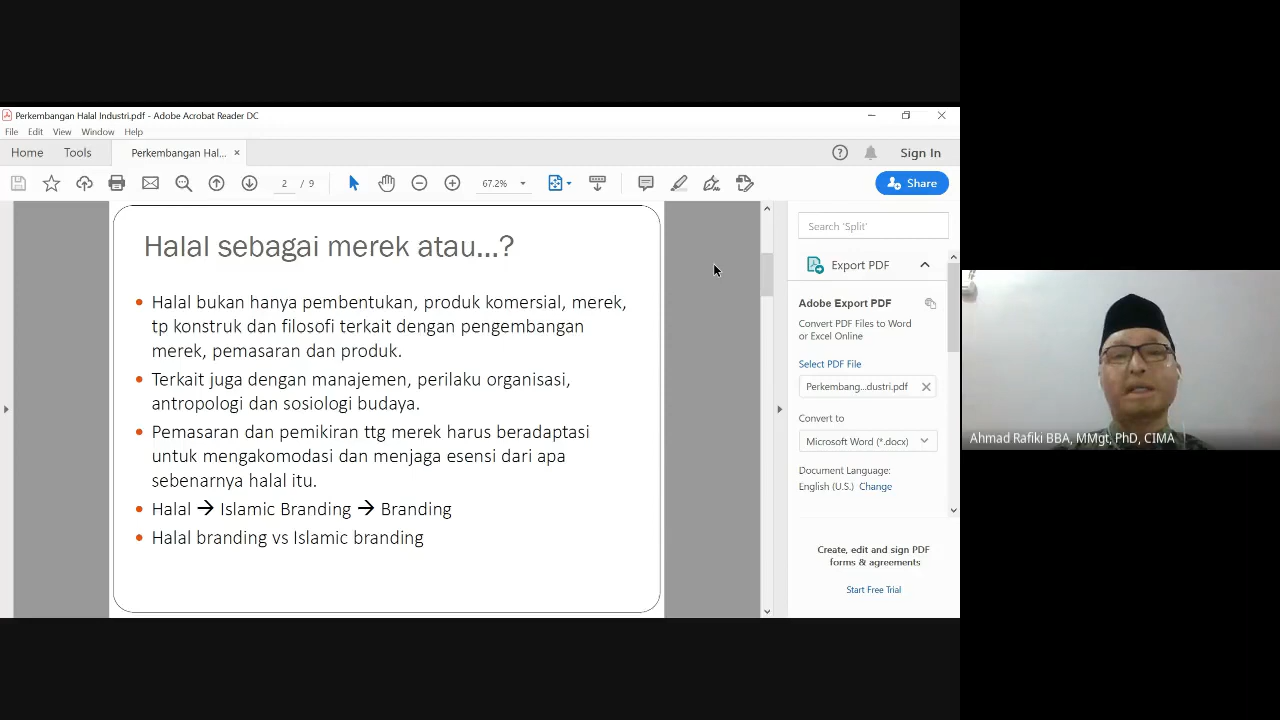 Perkembangan Halal Industri.pdf - Adobe Acrobat Reader DC
File Edit View Window Help
Home Tools Perkembangan Hal... × Sign In
2 / 9 67.2% Share
Halal sebagai merek atau...?
• Halal bukan hanya pembentukan, produk komersial, merek,
tp konstruk dan filosofi terkait dengan pengembangan
merek, pemasaran dan produk.
• Terkait juga dengan manajemen, perilaku organisasi,
antropologi dan sosiologi budaya.
• Pemasaran dan pemikiran ttg merek harus beradaptasi
untuk mengakomodasi dan menjaga esensi dari apa
sebenarnya halal itu.
• Halal → Islamic Branding → Branding
• Halal branding vs Islamic branding
Search 'Split'
Export PDF
Adobe Export PDF
Convert PDF Files to Word
or Excel Online
Select PDF File
Perkembang...dustri.pdf
Convert to
Microsoft Word (*.docx)
Document Language:
English (U.S.) Change
Create, edit and sign PDF
forms & agreements
Start Free Trial
Ahmad Rafiki BBA, MMgt, PhD, CIMA